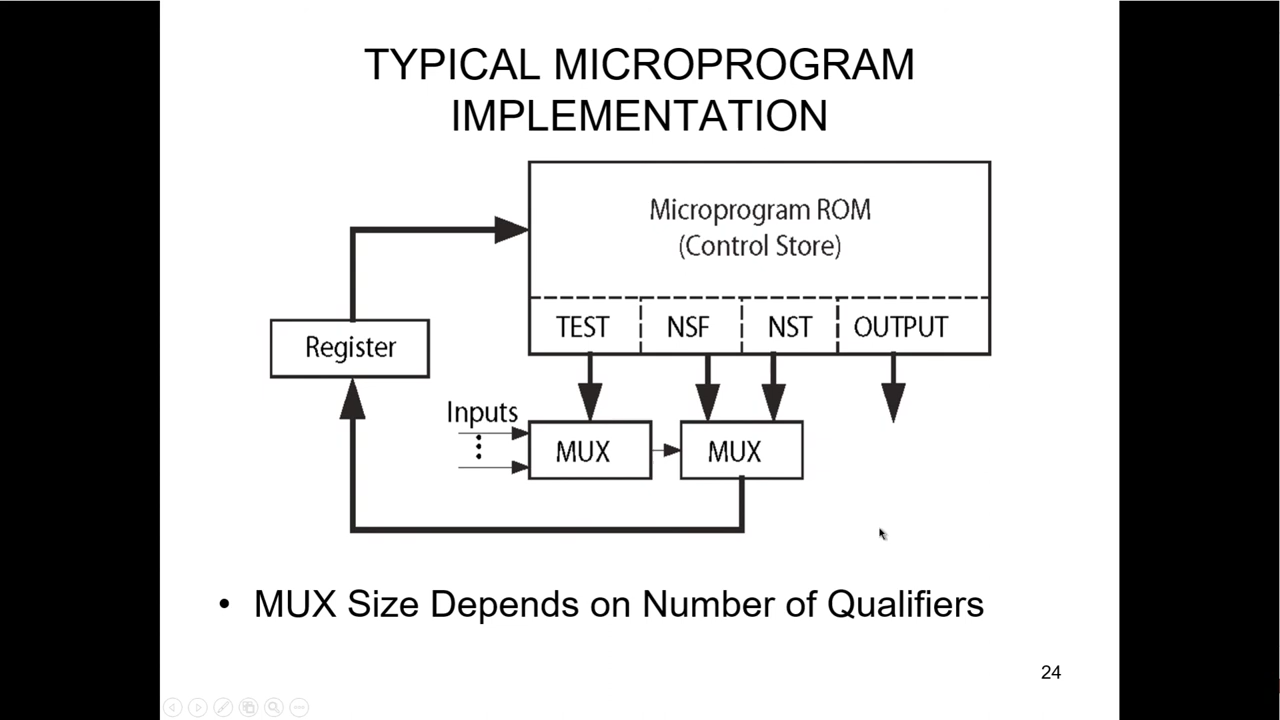 TYPICAL MICROPROGRAM
IMPLEMENTATION
Microprogram ROM
(Control Store)
TEST NSF NST OUTPUT
Register
Inputs
MUX MUX
• MUX Size Depends on Number of Qualifiers
24